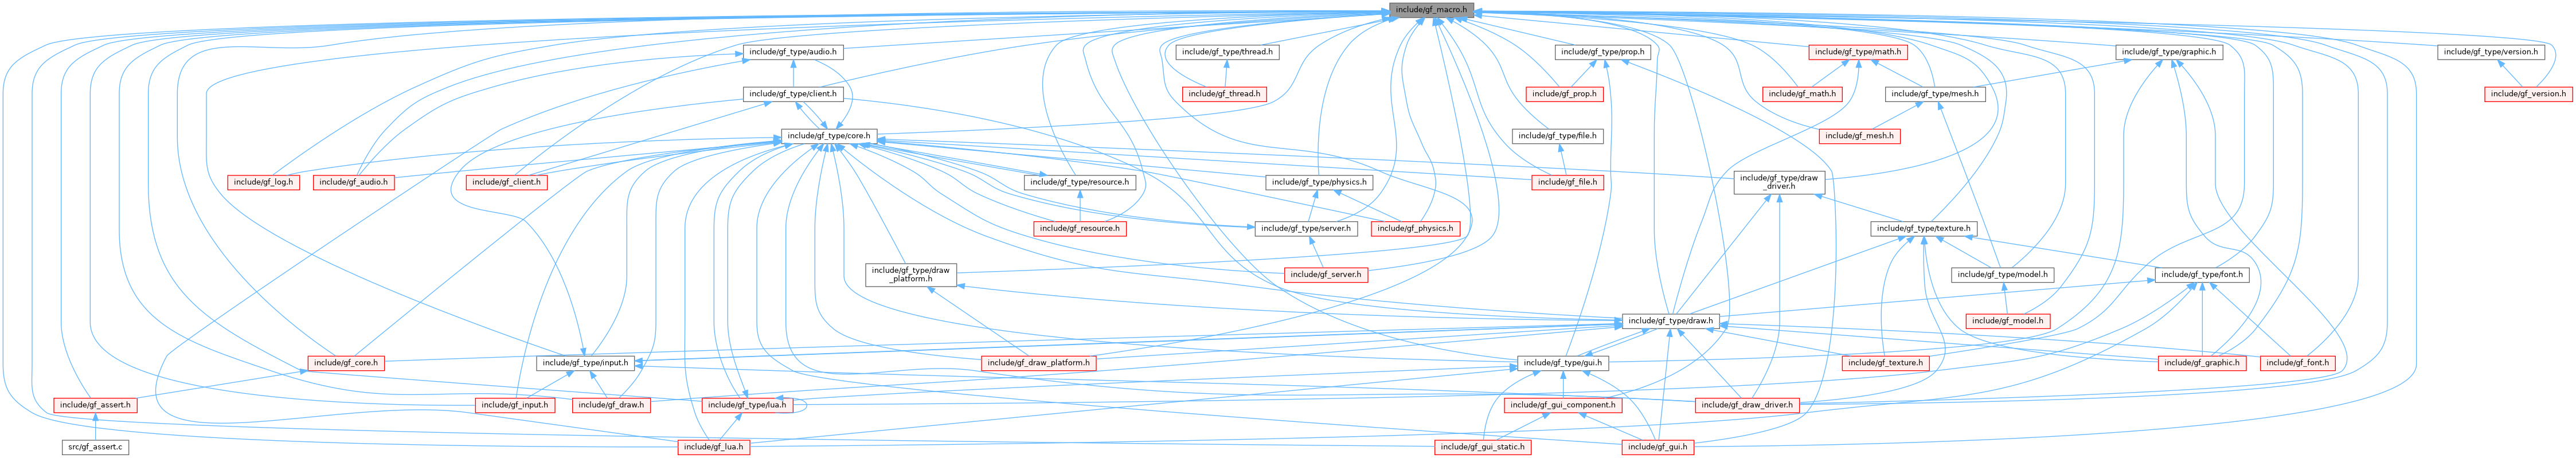 include/gf_macro.h
include/gf_type/audio.h
include/gf_type/thread.h
include/gf_type/prop.h
include/gf_type/math.h
include/gf_type/graphic.h
include/gf_type/version.h
include/gf_type/client.h
include/gf_thread.h
include/gf_prop.h
include/gf_math.h
include/gf_type/mesh.h
include/gf_version.h
include/gf_type/core.h
include/gf_type/file.h
include/gf_mesh.h
include/gf_log.h
include/gf_audio.h
include/gf_client.h
include/gf_type/resource.h
include/gf_type/physics.h
include/gf_file.h
include/gf_type/draw
_driver.h
include/gf_resource.h
include/gf_type/server.h
include/gf_physics.h
include/gf_type/texture.h
include/gf_type/draw
_platform.h
include/gf_server.h
include/gf_type/model.h
include/gf_type/font.h
include/gf_type/draw.h
include/gf_model.h
include/gf_core.h
include/gf_type/input.h
include/gf_draw_platform.h
include/gf_type/gui.h
include/gf_texture.h
include/gf_graphic.h
include/gf_font.h
include/gf_assert.h
include/gf_input.h
include/gf_draw.h
include/gf_type/lua.h
include/gf_gui_component.h
include/gf_draw_driver.h
src/gf_assert.c
include/gf_lua.h
include/gf_gui_static.h
include/gf_gui.h